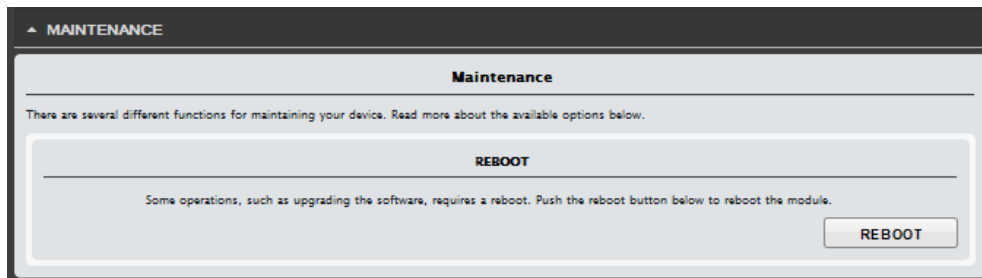 MAINTENANCE
Maintenance
There are several different functions for maintaining your device. Read more about the available options below.
REBOOT
Some operations, such as upgrading the software, requires a reboot. Push the reboot button below to reboot the module.
REBOOT